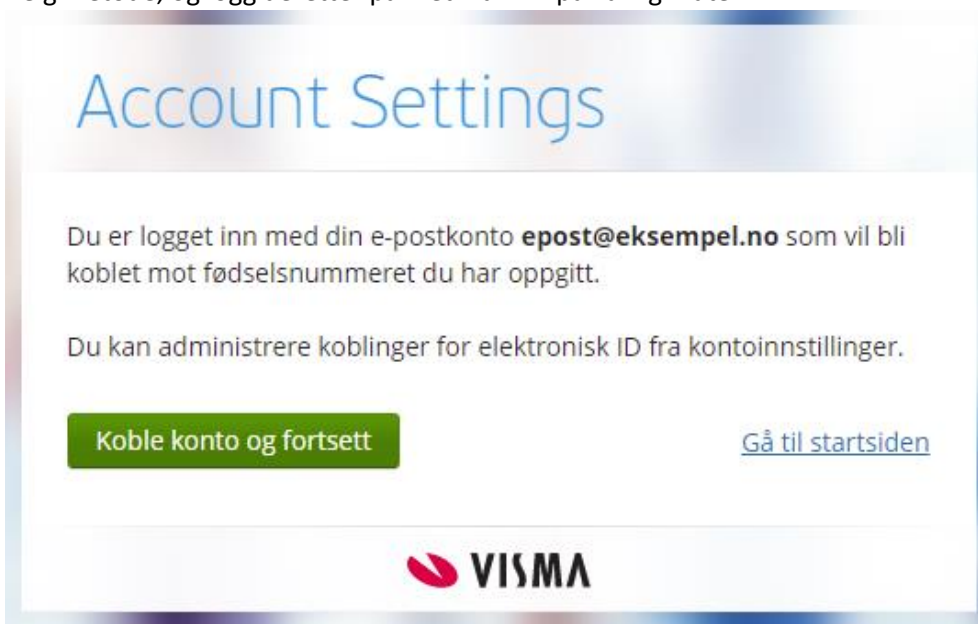 Account Settings
Du er logget inn med din e-postkonto epost@eksempel.no som vil bli
koblet mot fødselsnummeret du har oppgitt.
Du kan administrere koblinger for elektronisk ID fra kontoinnstillinger.
Koble konto og fortsett
Gå til startsiden
VISMA